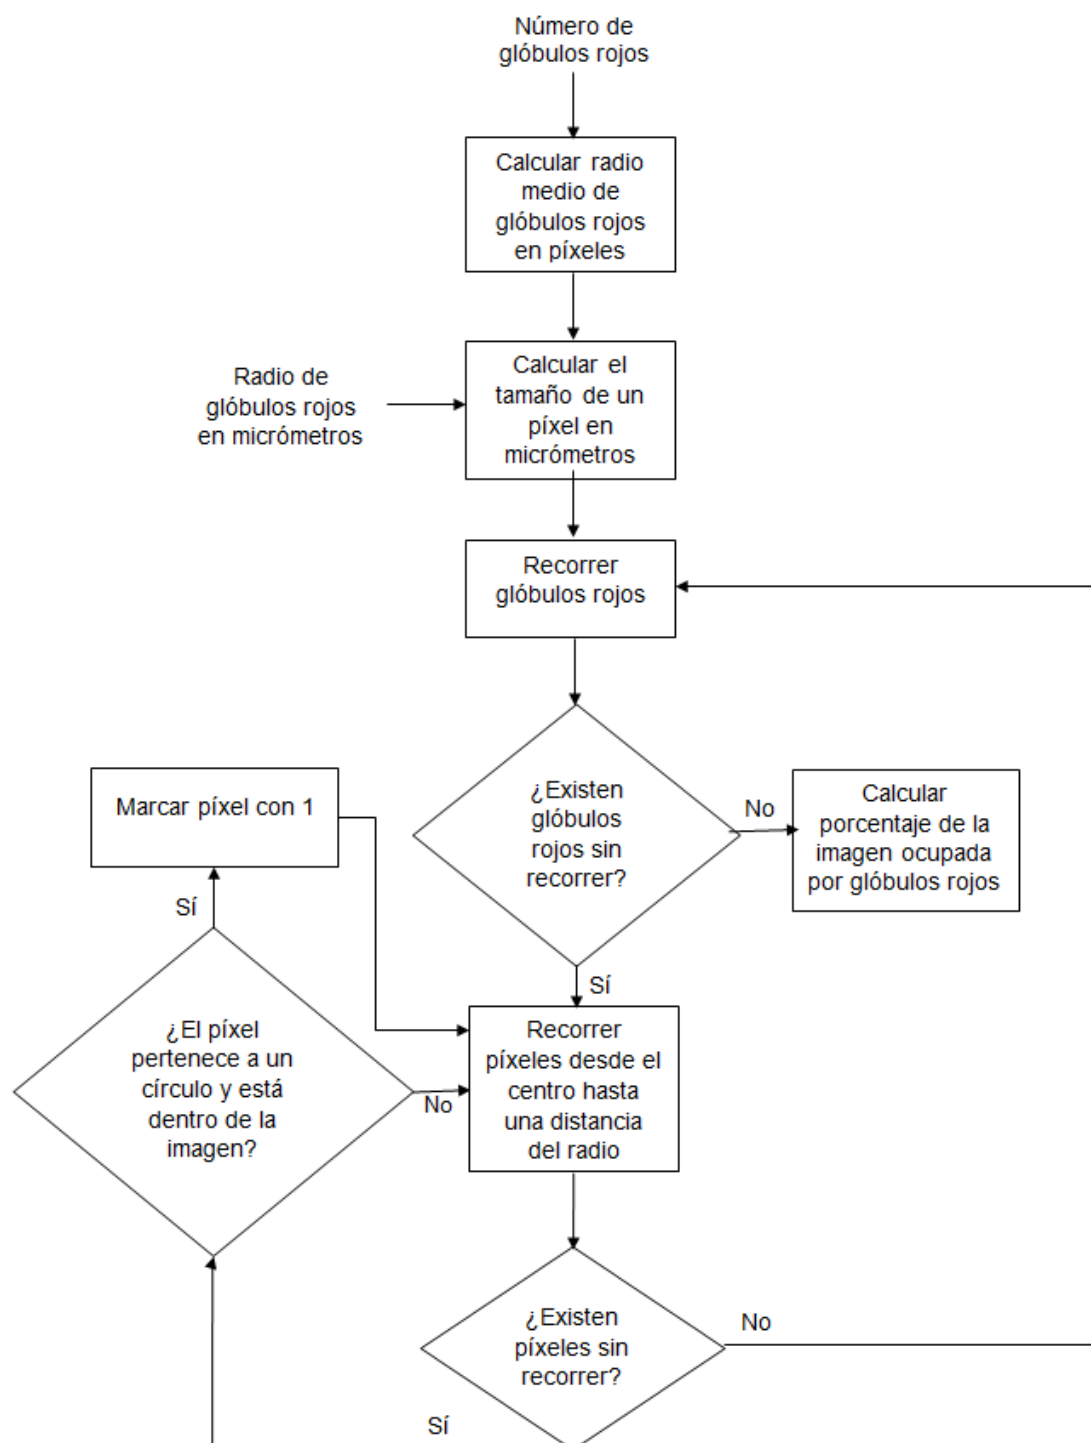 Número de
glóbulos rojos
Calcular radio
medio de
glóbulos rojos
en píxeles
Radio de
glóbulos rojos
en micrómetros
Calcular el
tamaño de un
píxel en
micrómetros
Recorrer
glóbulos rojos
¿Existen
glóbulos
rojos sin
recorrer?
No
Calcular
porcentaje de la
imagen ocupada
por glóbulos rojos
Marcar píxel con 1
Sí
Sí
¿El píxel
pertenece a un
círculo y está
dentro de la
imagen?
No
Recorrer
píxeles desde el
centro hasta
una distancia
del radio
¿Existen
píxeles sin
recorrer?
No
Sí